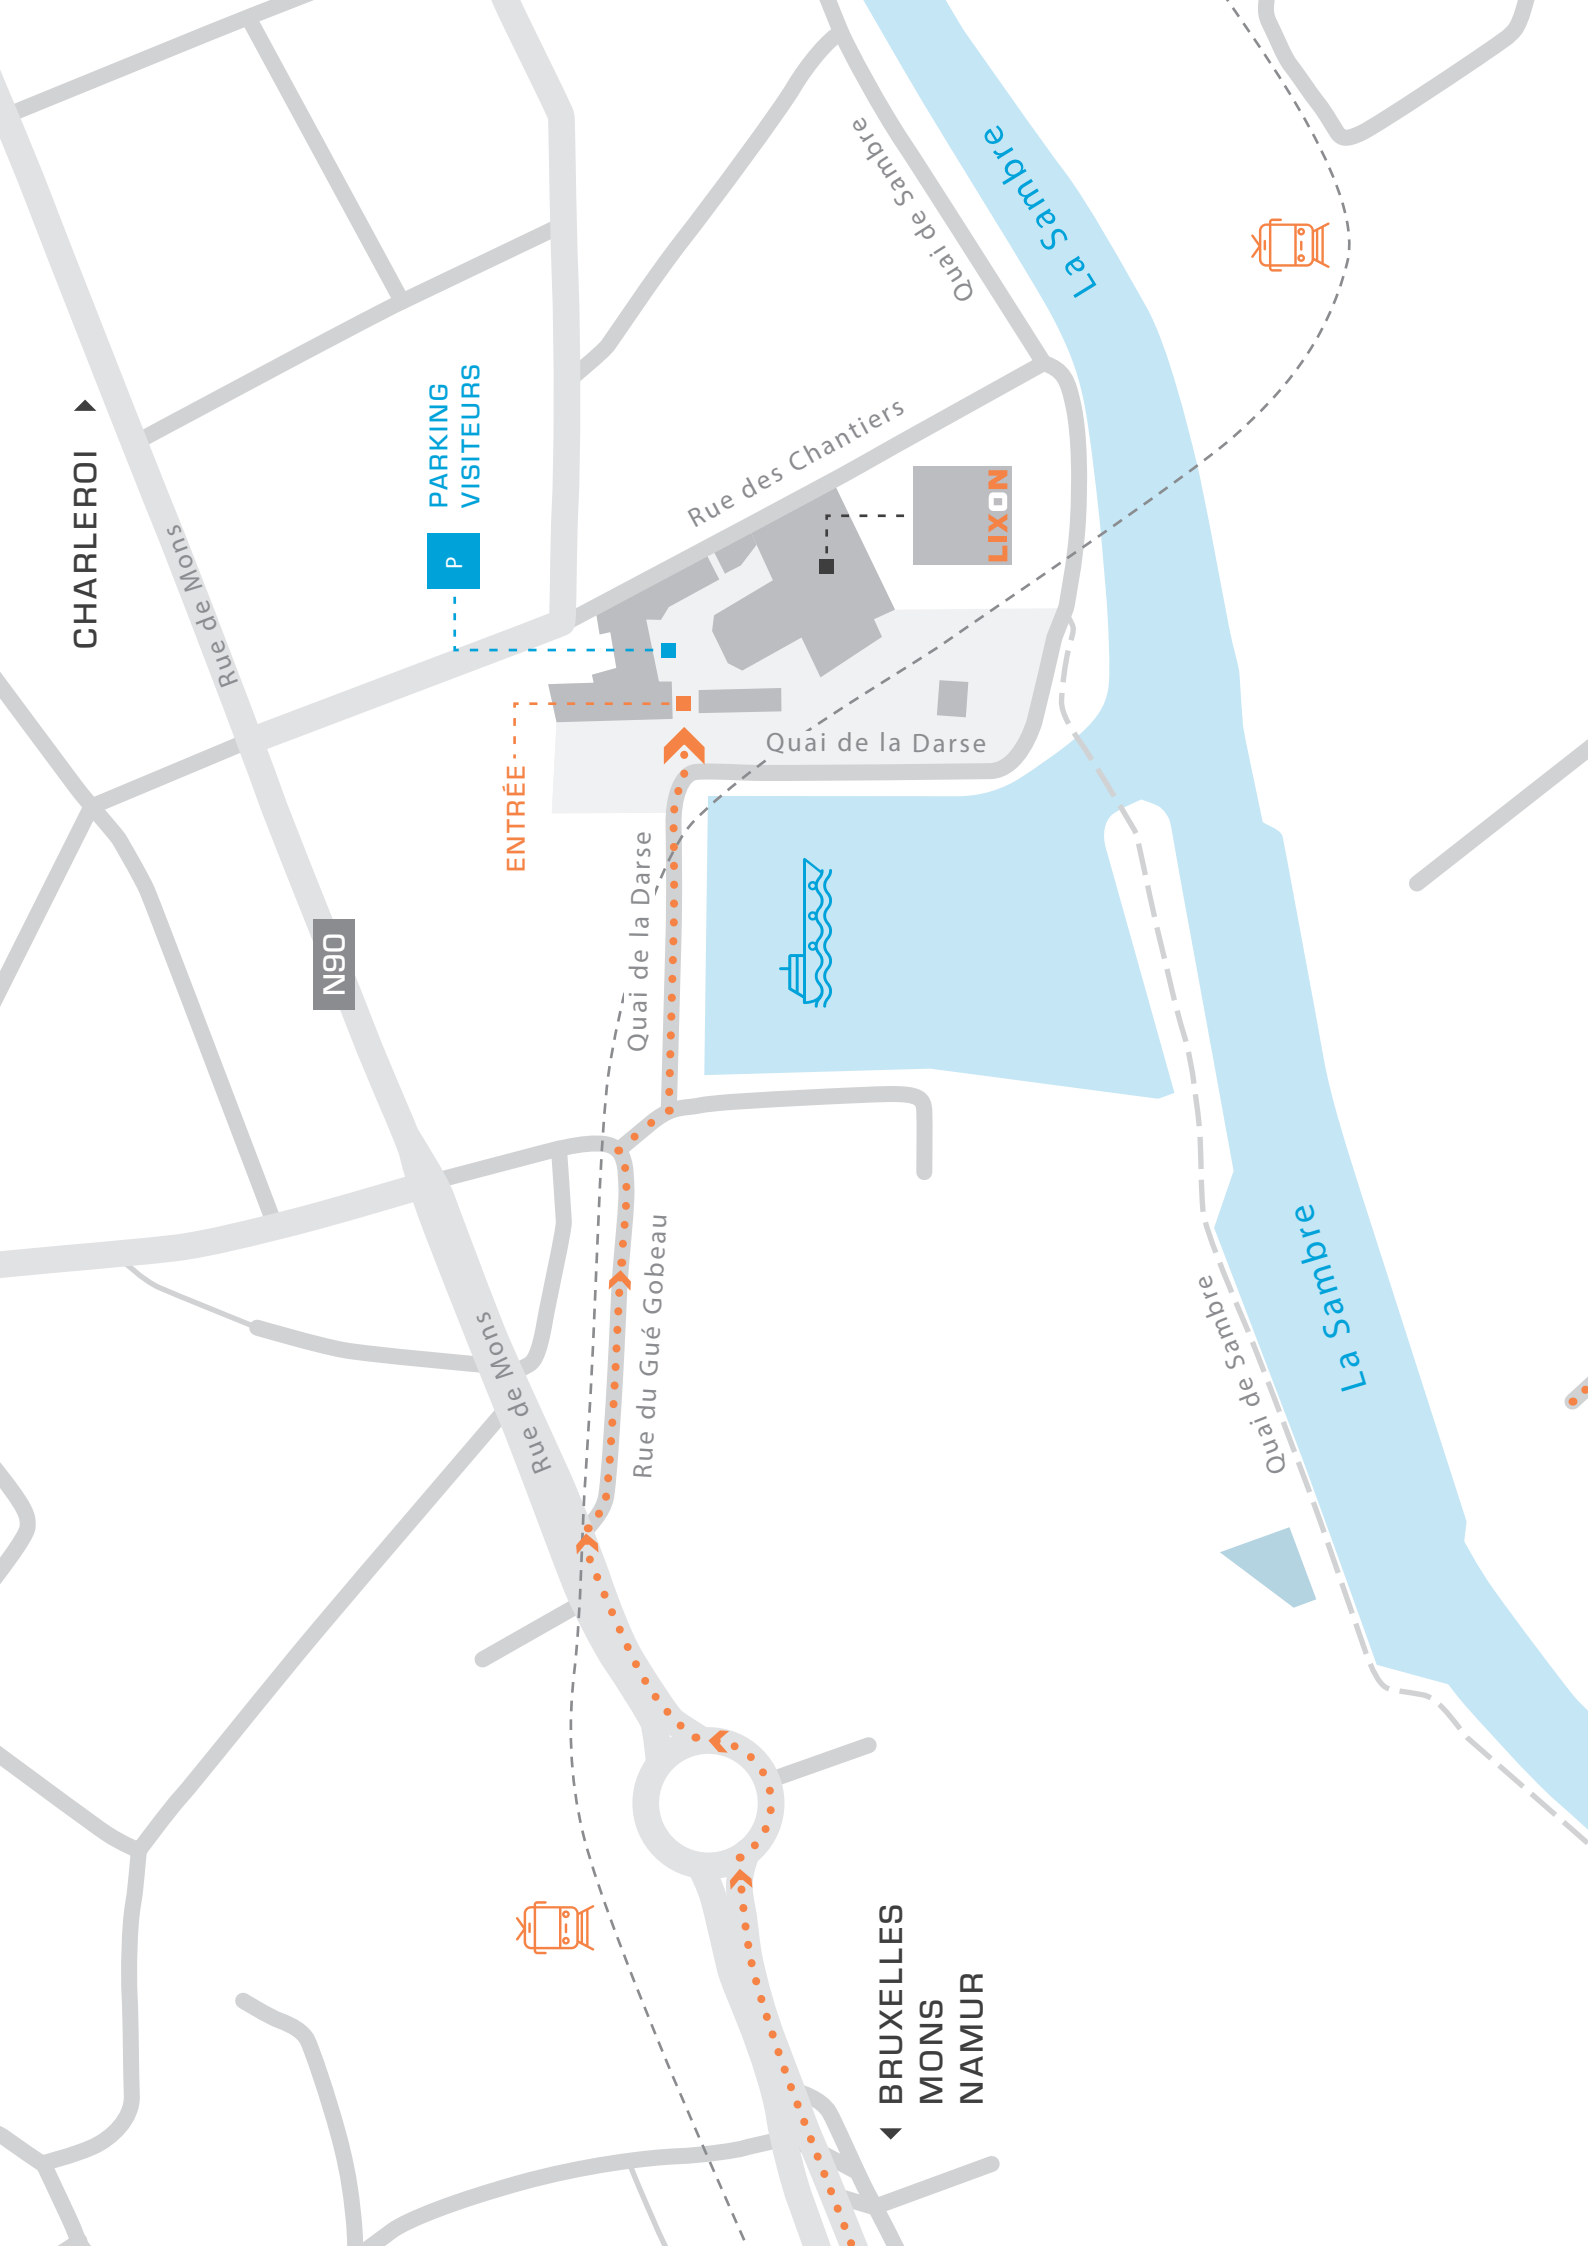 CHARLEROI
Rue de Mons
PARKING
VISITEURS
P
ENTRÉE
N90
Quai de Sambre
La Sambre
Rue des Chantiers
LIXON
Quai de la Darse
Quai de la Darse
Rue du Gué Gobeau
Rue de Mons
La Sambre
Quai de Sambre
BRUXELLES
MONS
NAMUR